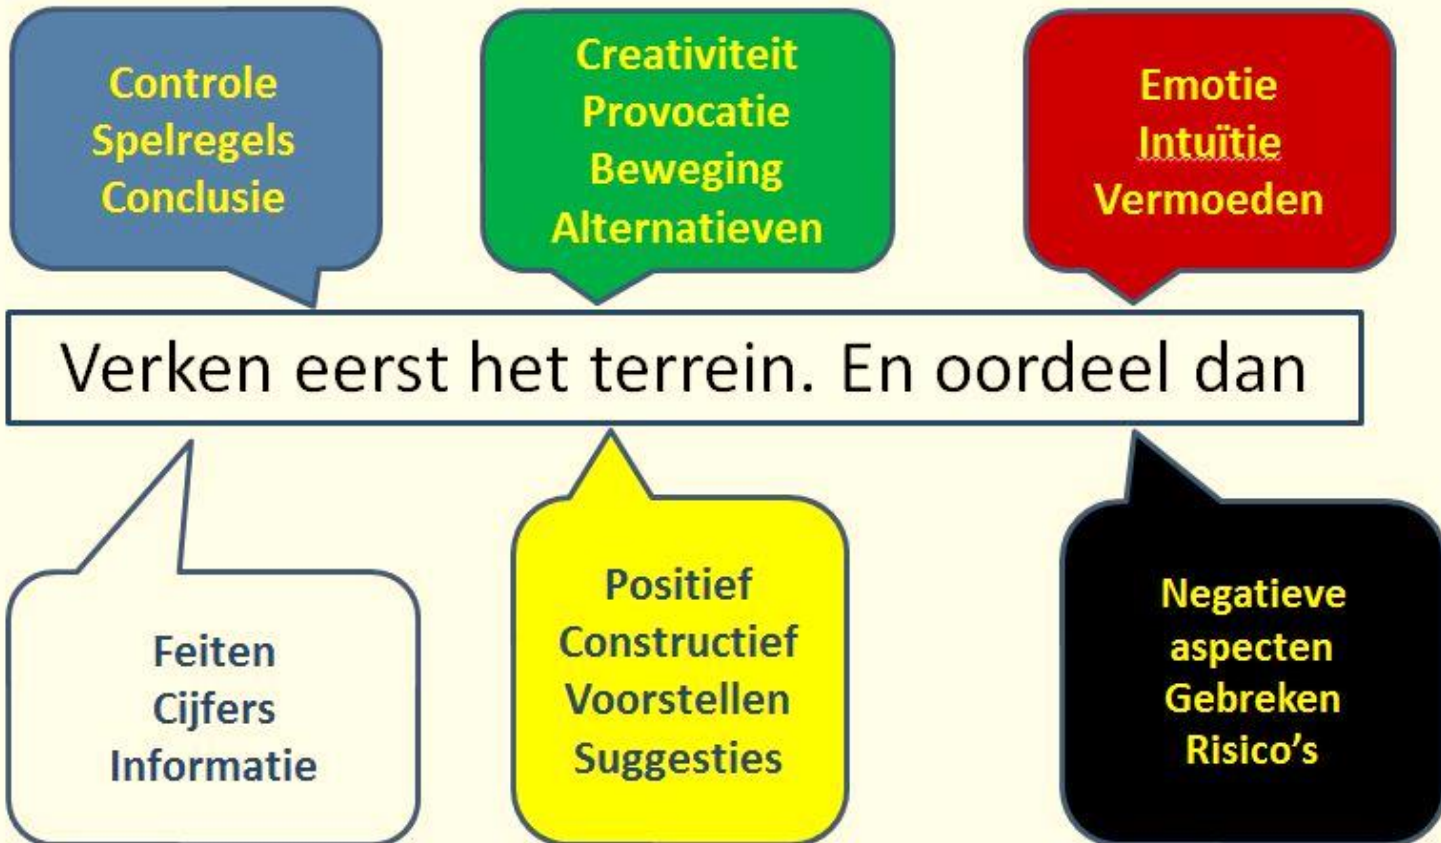 Controle
Spelregels
Conclusie
Creativiteit
Provocatie
Beweging
Alternatieven
Emotie
Intuïtie
Vermoeden
Verken eerst het terrein. En oordeel dan
Feiten
Cijfers
Informatie
Positief
Constructief
Voorstellen
Suggesties
Negatieve
aspecten
Gebreken
Risico’s